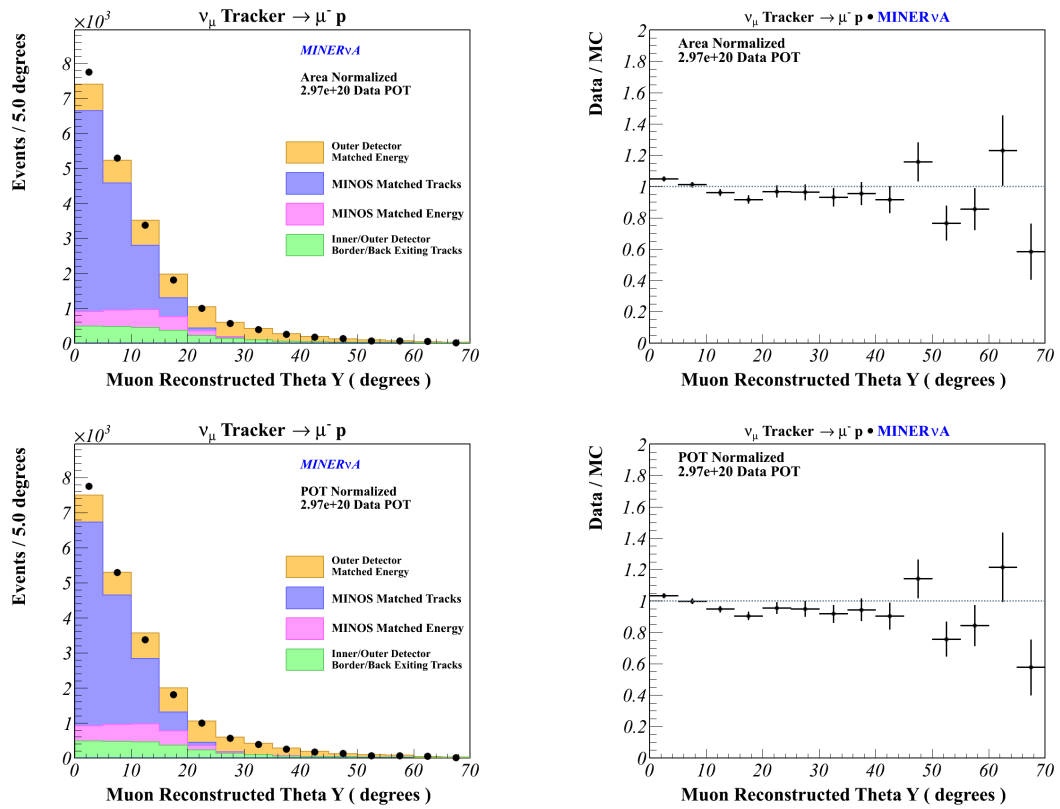 ν_μ Tracker → μ⁻ p
×10³
MINERνA
Area Normalized
2.97e+20 Data POT
Outer Detector
Matched Energy
MINOS Matched Tracks
MINOS Matched Energy
Inner/Outer Detector
Border/Back Exiting Tracks
Events / 5.0 degrees
8
7
6
5
4
3
2
1
0
0 10 20 30 40 50 60 70
Muon Reconstructed Theta Y ( degrees )
ν_μ Tracker → μ⁻ p • MINERνA
Area Normalized
2.97e+20 Data POT
Data / MC
2
1.8
1.6
1.4
1.2
1
0.8
0.6
0.4
0.2
0
0 10 20 30 40 50 60 70
Muon Reconstructed Theta Y ( degrees )
ν_μ Tracker → μ⁻ p
×10³
MINERνA
POT Normalized
2.97e+20 Data POT
Outer Detector
Matched Energy
MINOS Matched Tracks
MINOS Matched Energy
Inner/Outer Detector
Border/Back Exiting Tracks
Events / 5.0 degrees
8
7
6
5
4
3
2
1
0
0 10 20 30 40 50 60 70
Muon Reconstructed Theta Y ( degrees )
ν_μ Tracker → μ⁻ p • MINERνA
POT Normalized
2.97e+20 Data POT
Data / MC
2
1.8
1.6
1.4
1.2
1
0.8
0.6
0.4
0.2
0
0 10 20 30 40 50 60 70
Muon Reconstructed Theta Y ( degrees )